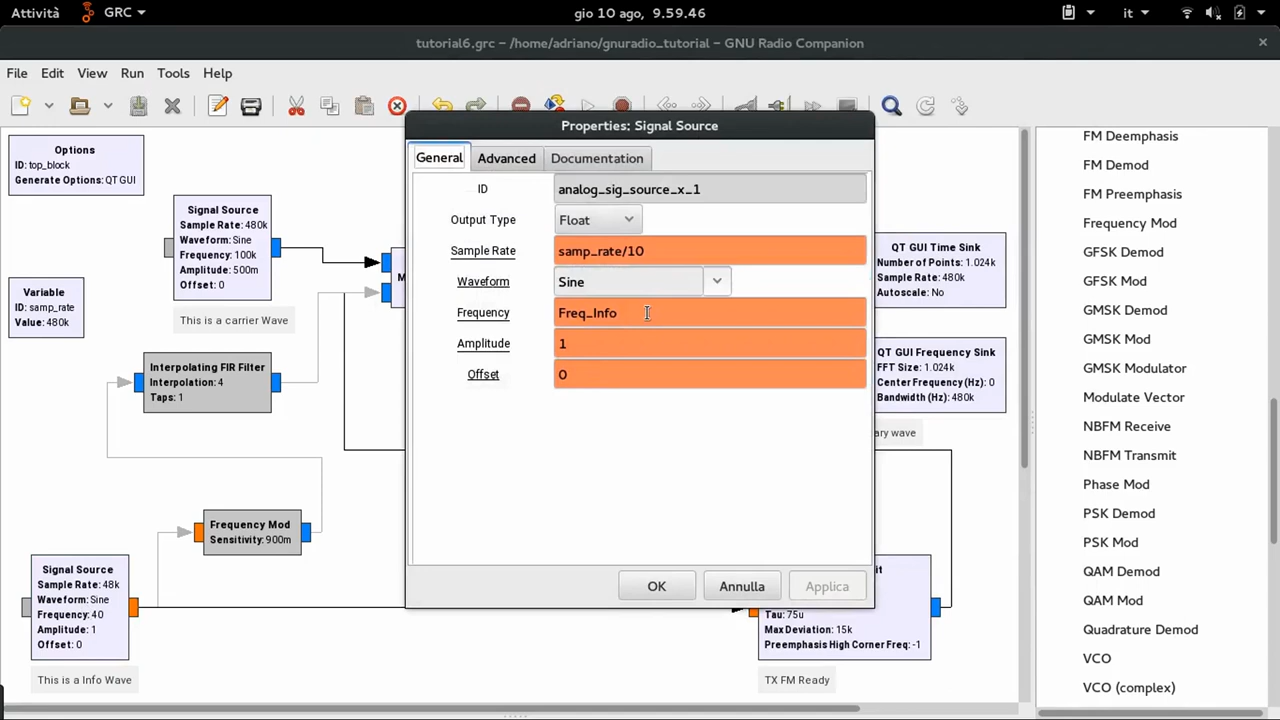 Attività GRC gio 10 ago, 9.59.46 it
tutorial6.grc – /home/adriano/gnuradio_tutorial – GNU Radio Companion
File Edit View Run Tools Help
Options
ID: top_block
Generate Options: QT GUI
Signal Source
Sample Rate: 480k
Waveform: Sine
Frequency: 100k
Amplitude: 500m
Offset: 0
This is a carrier Wave
Variable
ID: samp_rate
Value: 480k
Interpolating FIR Filter
Interpolation: 4
Taps: 1
Frequency Mod
Sensitivity: 900m
Signal Source
Sample Rate: 48k
Waveform: Sine
Frequency: 40
Amplitude: 1
Offset: 0
This is a Info Wave
M
Properties: Signal Source
General Advanced Documentation
ID analog_sig_source_x_1
Output Type Float
Sample Rate samp_rate/10
Waveform Sine
Frequency Freq_Info
Amplitude 1
Offset 0
OK Annulla Applica
QT GUI Time Sink
Number of Points: 1.024k
Sample Rate: 480k
Autoscale: No
QT GUI Frequency Sink
FFT Size: 1.024k
Center Frequency (Hz): 0
Bandwidth (Hz): 480k
ary wave
it
Tau: 75u
Max Deviation: 15k
Preemphasis High Corner Freq: -1
TX FM Ready
FM Deemphasis
FM Demod
FM Preemphasis
Frequency Mod
GFSK Demod
GFSK Mod
GMSK Demod
GMSK Mod
GMSK Modulator
Modulate Vector
NBFM Receive
NBFM Transmit
Phase Mod
PSK Demod
PSK Mod
QAM Demod
QAM Mod
Quadrature Demod
VCO
VCO (complex)